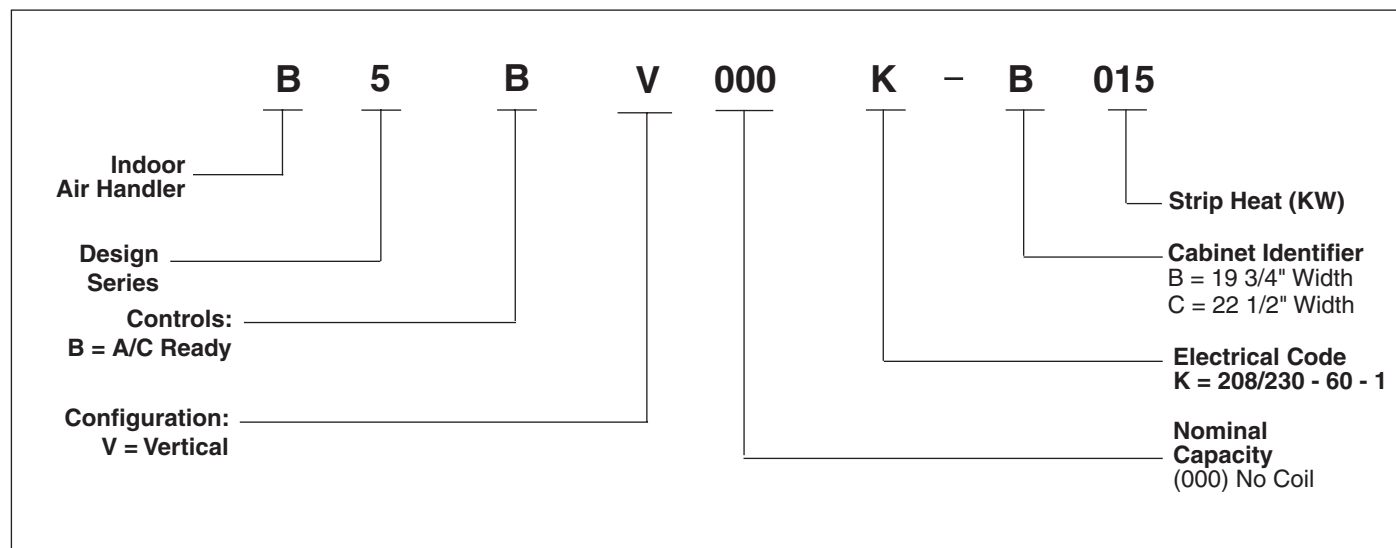 B 5 B V 000 K – B 015
Indoor
Air Handler
Design
Series
Controls:
B = A/C Ready
Configuration:
V = Vertical
Strip Heat (KW)
Cabinet Identifier
B = 19 3/4" Width
C = 22 1/2" Width
Electrical Code
K = 208/230 - 60 - 1
Nominal
Capacity
(000) No Coil